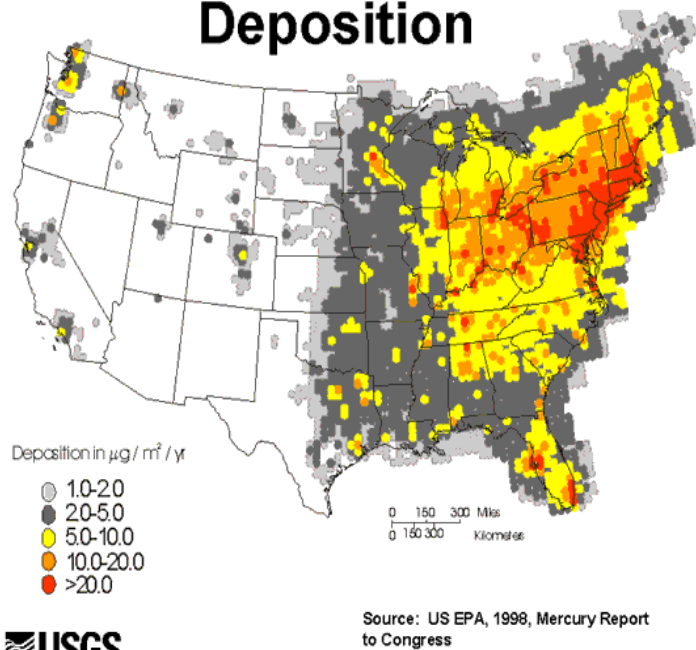 Deposition
Deposition in µg / m² / yr
1.0-2.0
2.0-5.0
5.0-10.0
10.0-20.0
>20.0
0 150 300 Miles
0 150 300 Kilometers
Source: US EPA, 1998, Mercury Report
to Congress
USGS